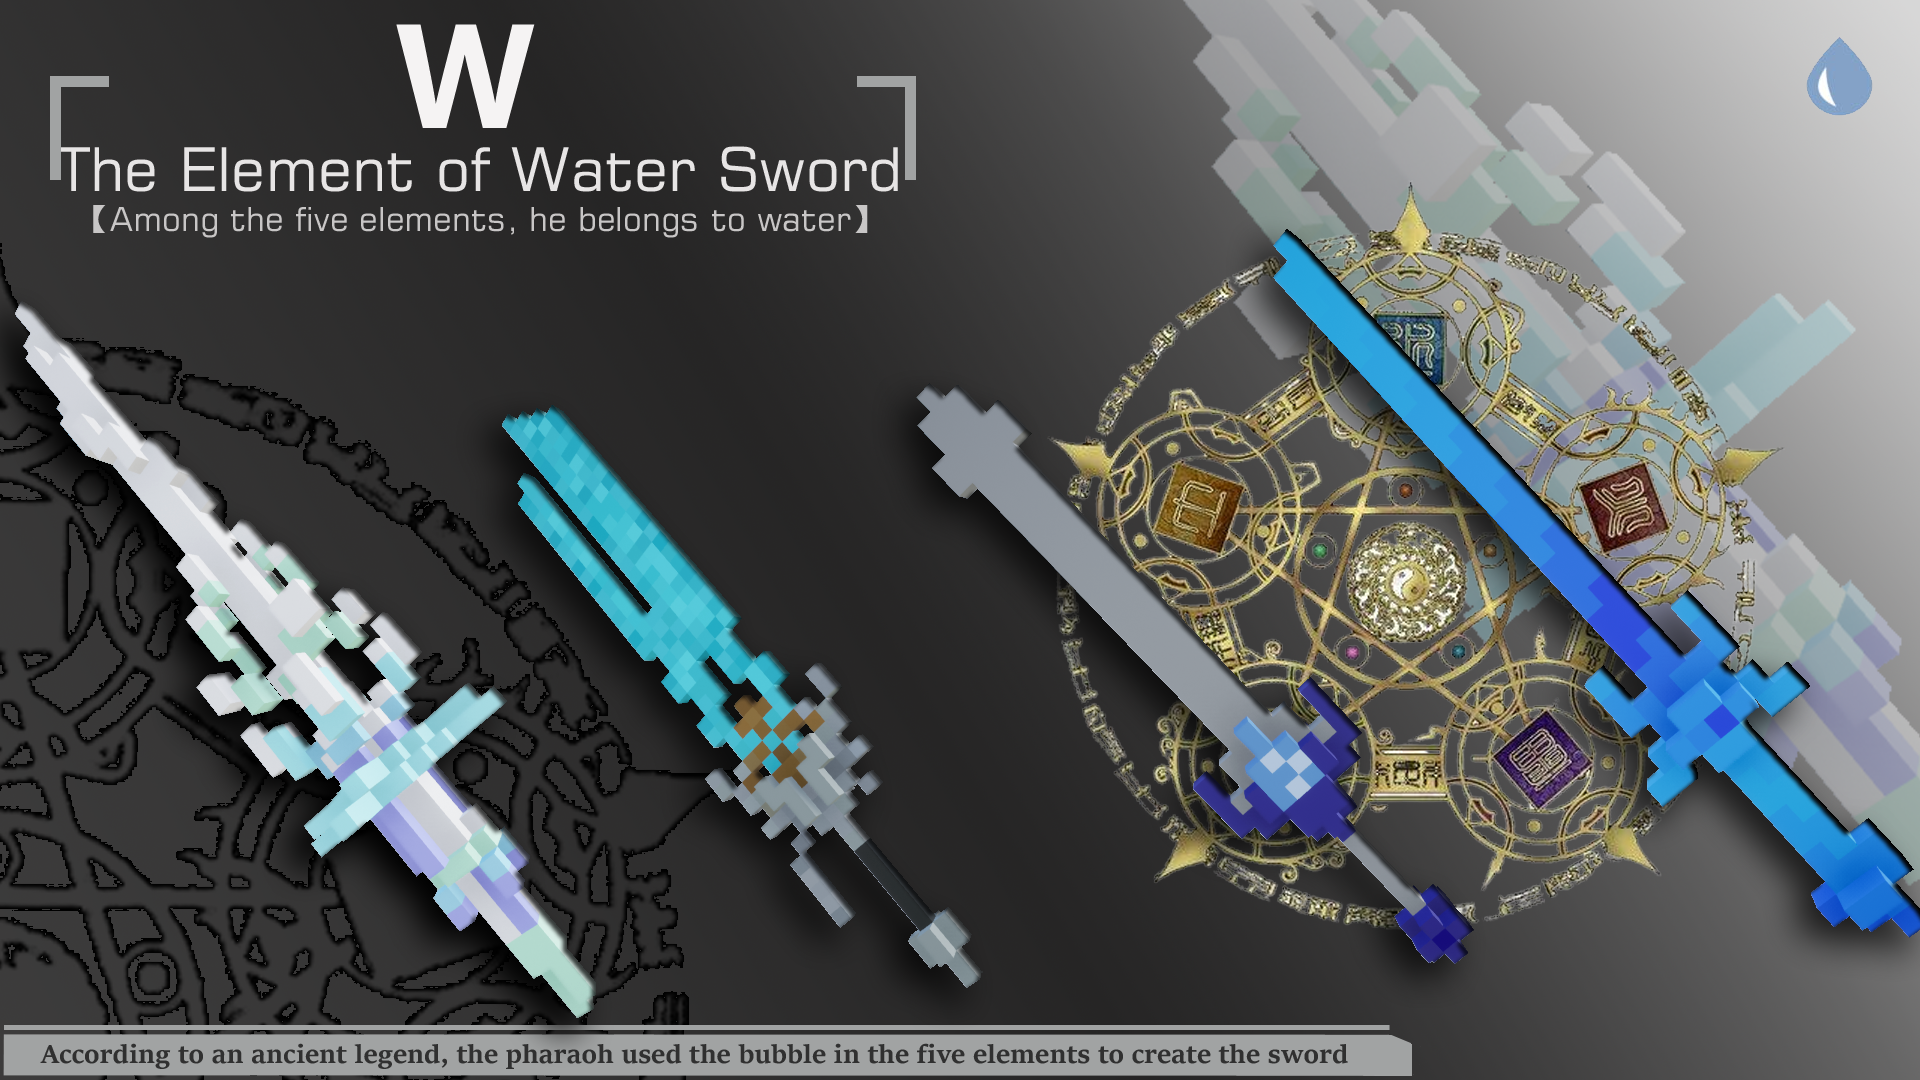 W
The Element of Water Sword
【Among the five elements, he belongs to water】
According to an ancient legend, the pharaoh used the bubble in the five elements to create the sword